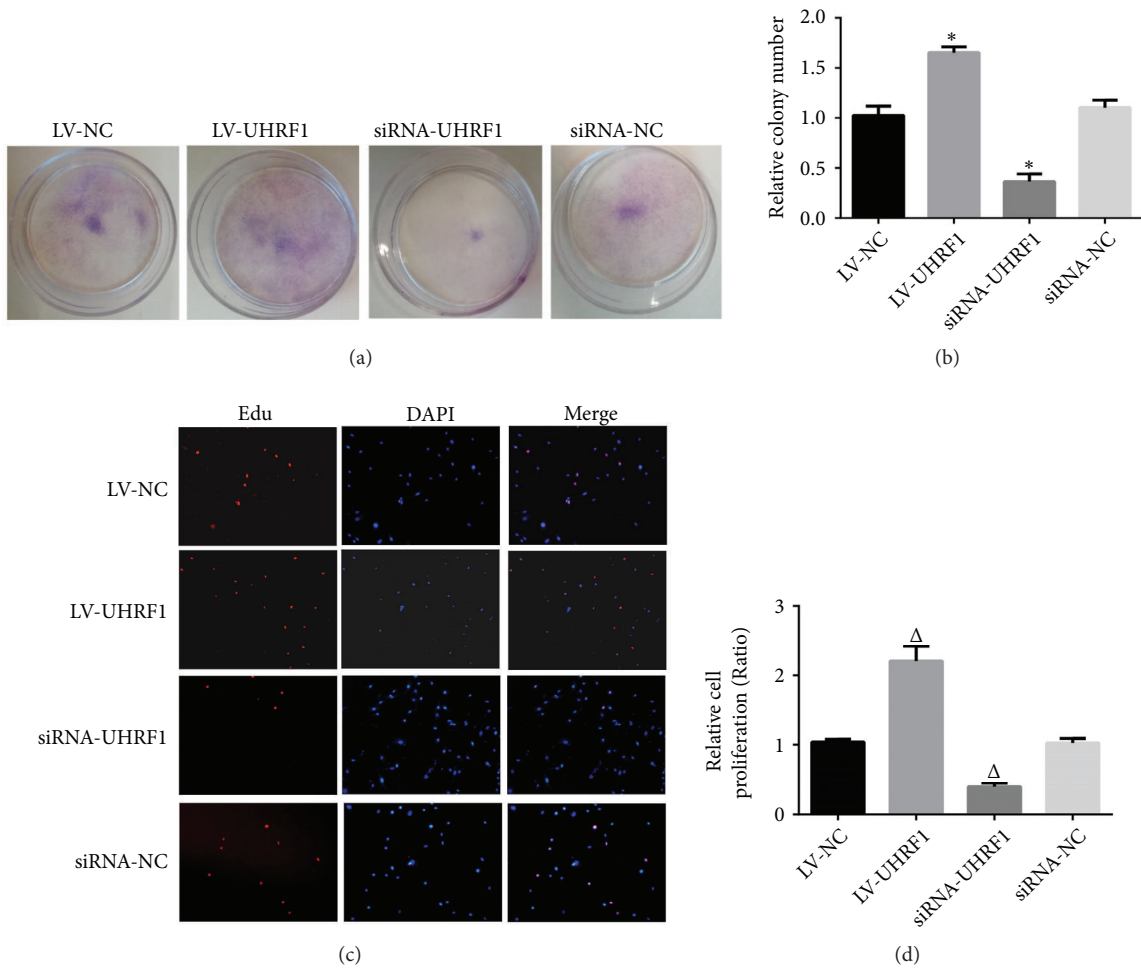 LV-NC LV-UHRF1 siRNA-UHRF1 siRNA-NC
(a)
Relative colony number
2.0
1.5
1.0
0.5
0.0
*
*
LV-NC
LV-UHRF1
siRNA-UHRF1
siRNA-NC
(b)
Edu DAPI Merge
LV-NC
LV-UHRF1
siRNA-UHRF1
siRNA-NC
(c)
Relative cell
proliferation (Ratio)
3
2
1
0
Δ
Δ
LV-NC
LV-UHRF1
siRNA-UHRF1
siRNA-NC
(d)